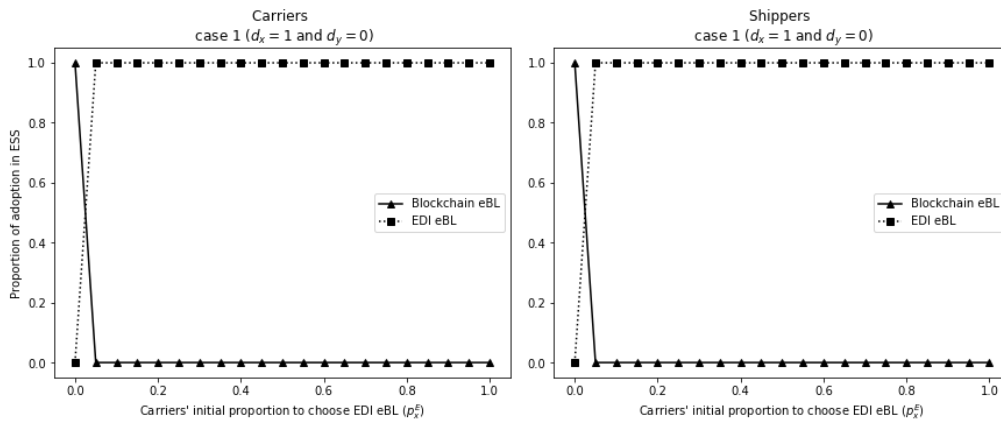 Carriers
case 1 (d_x = 1 and d_y = 0)
Proportion of adoption in ESS
1.0
0.8
0.6
0.4
0.2
0.0
Blockchain eBL
EDI eBL
0.0 0.2 0.4 0.6 0.8 1.0
Carriers' initial proportion to choose EDI eBL (p_x^E)
Shippers
case 1 (d_x = 1 and d_y = 0)
1.0
0.8
0.6
0.4
0.2
0.0
Blockchain eBL
EDI eBL
0.0 0.2 0.4 0.6 0.8 1.0
Carriers' initial proportion to choose EDI eBL (p_x^E)